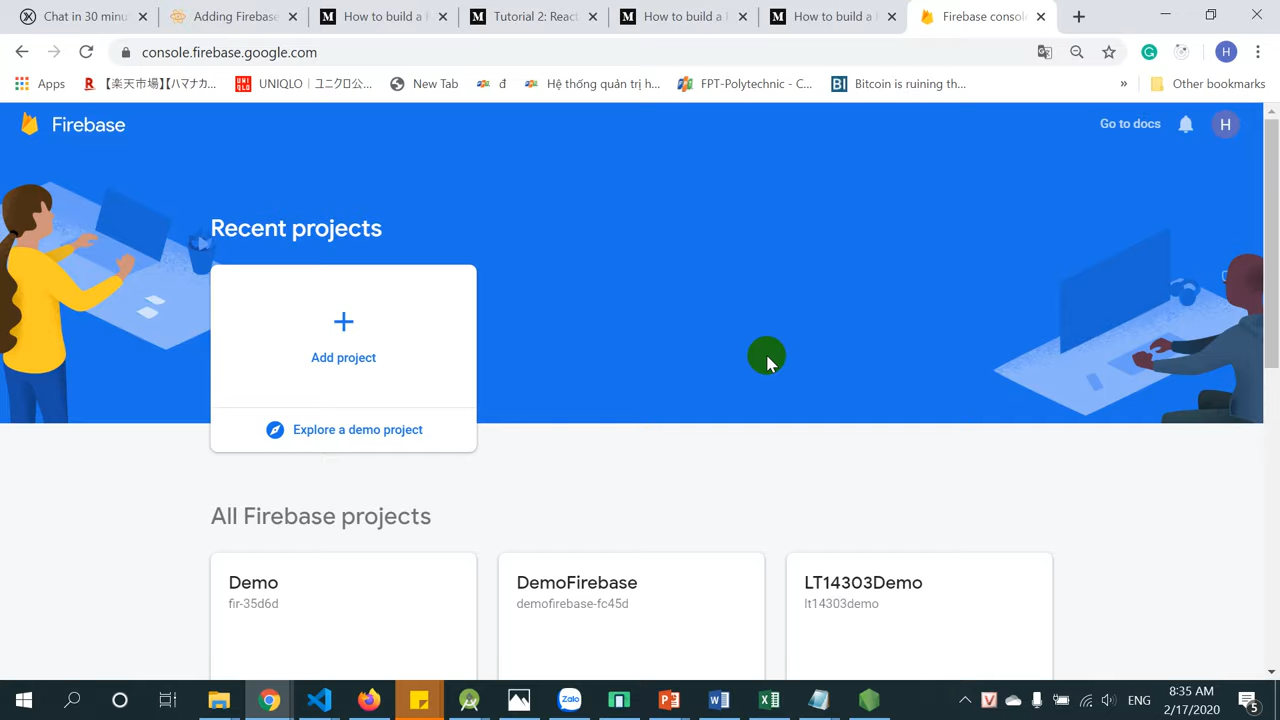 Chat in 30 minu
Adding Firebase
How to build a
Tutorial 2: React
How to build a
How to build a
Firebase conso
console.firebase.google.com
H
Apps
【楽天市場】【ハマナカ...
UNIQLO | ユニクロ公...
New Tab
đ
Hệ thống quản trị h...
FPT-Polytechnic - C...
BI
Bitcoin is ruining th...
»
Other bookmarks
Firebase
Go to docs
H
Recent projects
Add project
Explore a demo project
All Firebase projects
Demo
fir-35d6d
DemoFirebase
demofirebase-fc45d
LT14303Demo
lt14303demo
Zalo
ENG
8:35 AM
2/17/2020
5